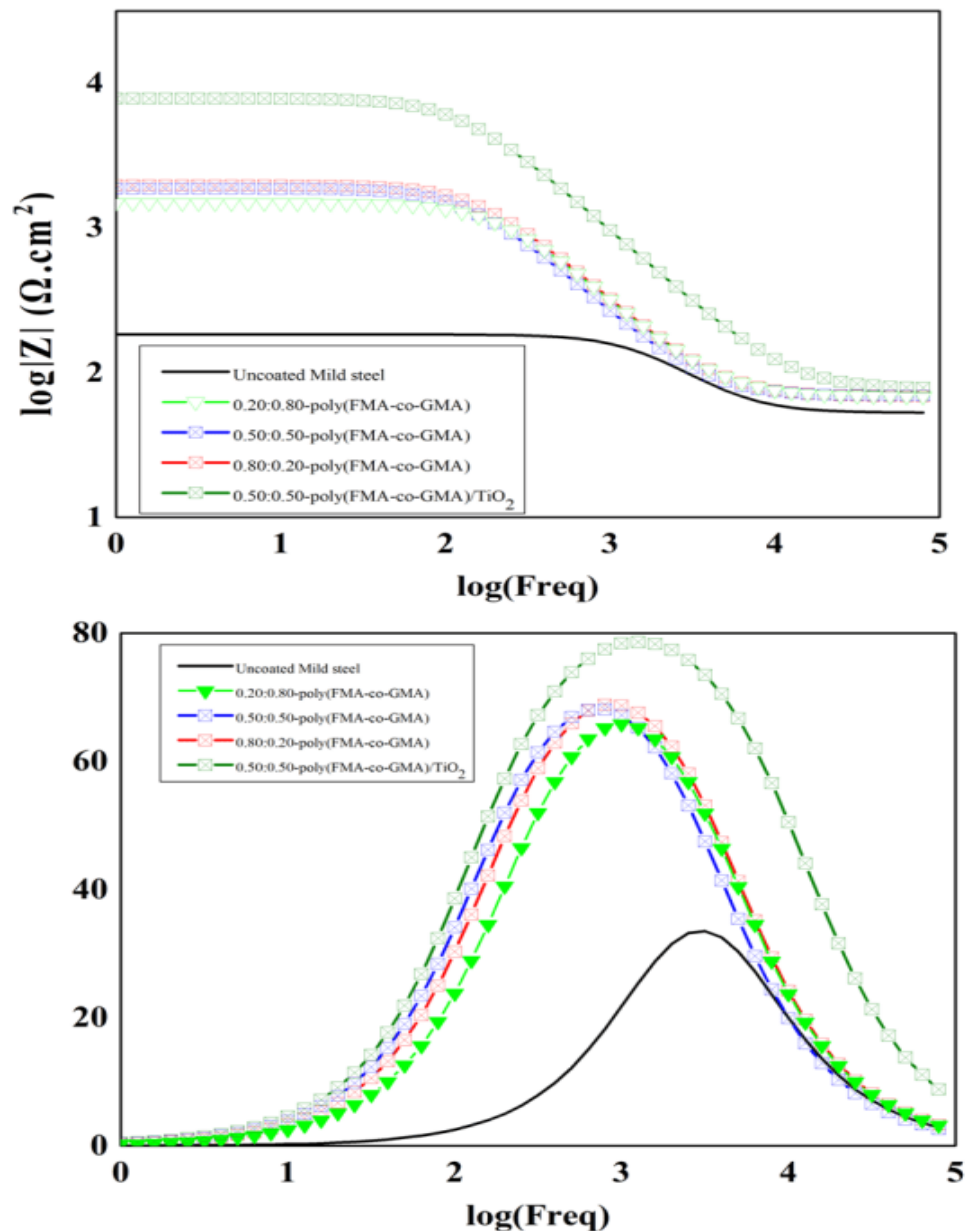 4
3
2
1
log|Z| (Ω.cm²)
Uncoated Mild steel
0.20:0.80-poly(FMA-co-GMA)
0.50:0.50-poly(FMA-co-GMA)
0.80:0.20-poly(FMA-co-GMA)
0.50:0.50-poly(FMA-co-GMA)/TiO₂
0 1 2 3 4 5
log(Freq)
80
60
40
20
0
Uncoated Mild steel
0.20:0.80-poly(FMA-co-GMA)
0.50:0.50-poly(FMA-co-GMA)
0.80:0.20-poly(FMA-co-GMA)
0.50:0.50-poly(FMA-co-GMA)/TiO₂
0 1 2 3 4 5
log(Freq)